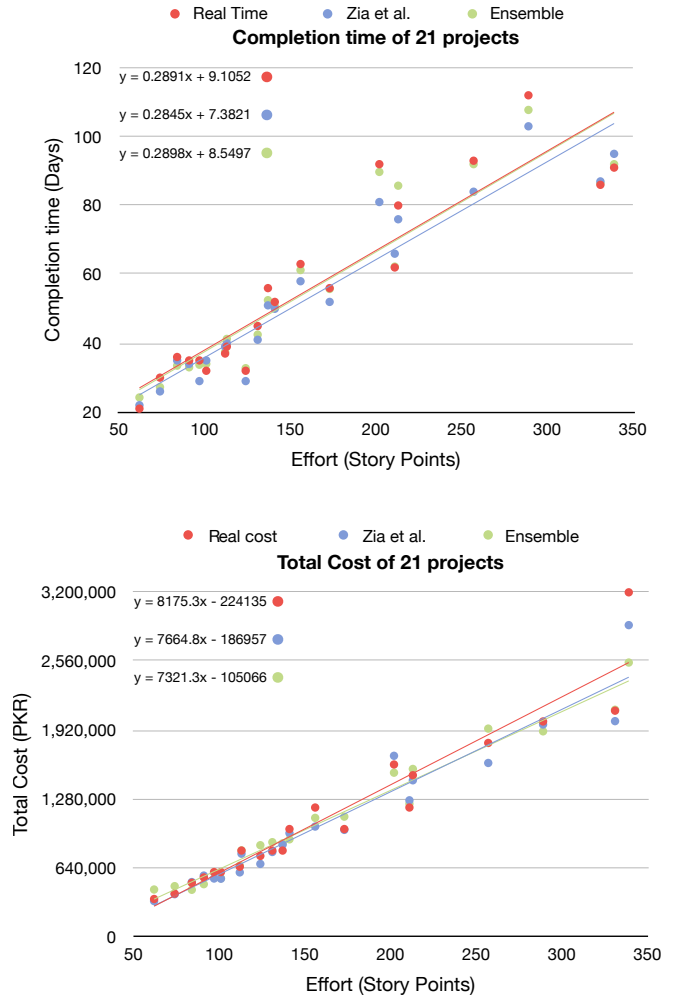 Real Time Zia et al. Ensemble
Completion time of 21 projects
y = 0.2891x + 9.1052
y = 0.2845x + 7.3821
y = 0.2898x + 8.5497
Completion time (Days)
120
100
80
60
40
20
50 100 150 200 250 300 350
Effort (Story Points)
Real cost Zia et al. Ensemble
Total Cost of 21 projects
y = 8175.3x - 224135
y = 7664.8x - 186957
y = 7321.3x - 105066
Total Cost (PKR)
3,200,000
2,560,000
1,920,000
1,280,000
640,000
0
50 100 150 200 250 300 350
Effort (Story Points)